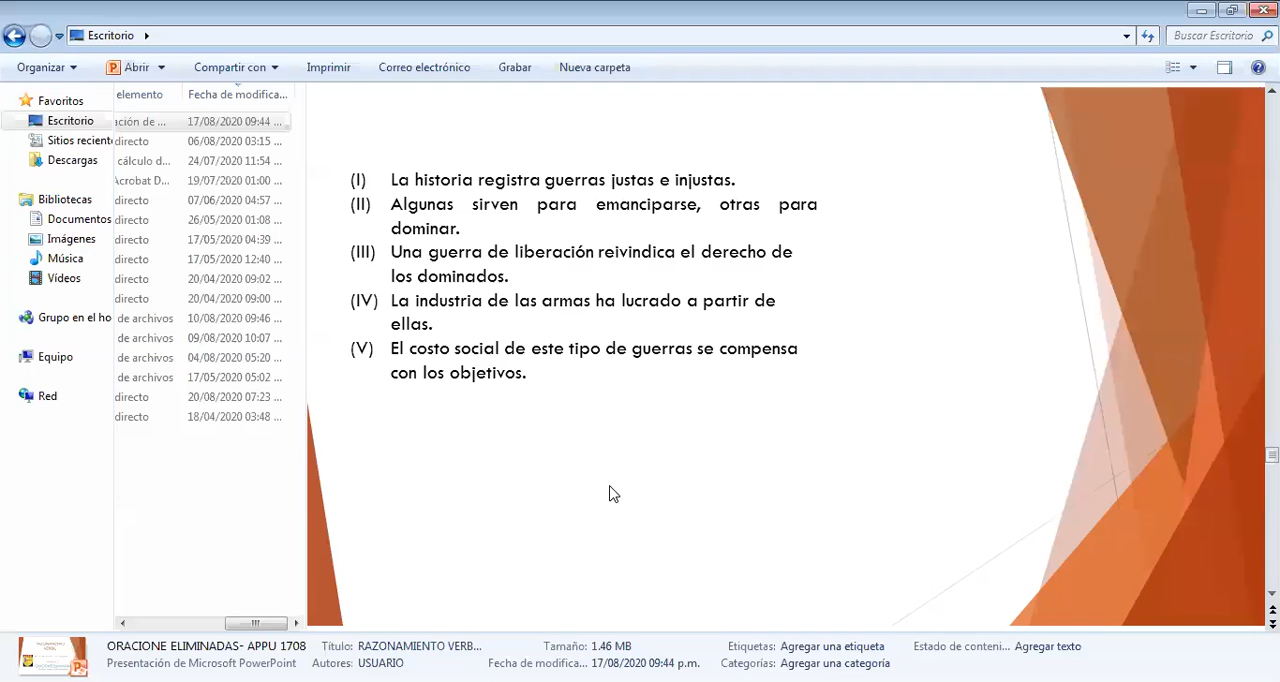 Escritorio
Buscar Escritorio
Organizar Abrir Compartir con Imprimir Correo electrónico Grabar Nueva carpeta
Favoritos
Escritorio
Sitios recient
Descargas
Bibliotecas
Documentos
Imágenes
Música
Vídeos
Grupo en el ho
Equipo
Red
elemento Fecha de modifica...
ación de ... 17/08/2020 09:44 ...
directo 06/08/2020 03:15 ...
cálculo d... 24/07/2020 11:54 ...
Acrobat D... 19/07/2020 01:00 ...
directo 07/06/2020 04:57 ...
directo 26/05/2020 01:08 ...
directo 17/05/2020 04:39 ...
directo 17/05/2020 12:40 ...
directo 20/04/2020 09:02 ...
directo 20/04/2020 09:00 ...
de archivos 10/08/2020 09:46 ...
de archivos 09/08/2020 10:07 ...
de archivos 04/08/2020 05:20 ...
de archivos 17/05/2020 05:02 ...
directo 20/08/2020 07:23 ...
directo 18/04/2020 03:48 ...
(I) La historia registra guerras justas e injustas.
(II) Algunas sirven para emanciparse, otras para
dominar.
(III) Una guerra de liberación reivindica el derecho de
los dominados.
(IV) La industria de las armas ha lucrado a partir de
ellas.
(V) El costo social de este tipo de guerras se compensa
con los objetivos.
ORACIONE ELIMINADAS- APPU 1708 Título: RAZONAMIENTO VERB... Tamaño: 1.46 MB Etiquetas: Agregar una etiqueta Estado de conteni... Agregar texto
Presentación de Microsoft PowerPoint Autores: USUARIO Fecha de modifica... 17/08/2020 09:44 p.m. Categorías: Agregar una categoría